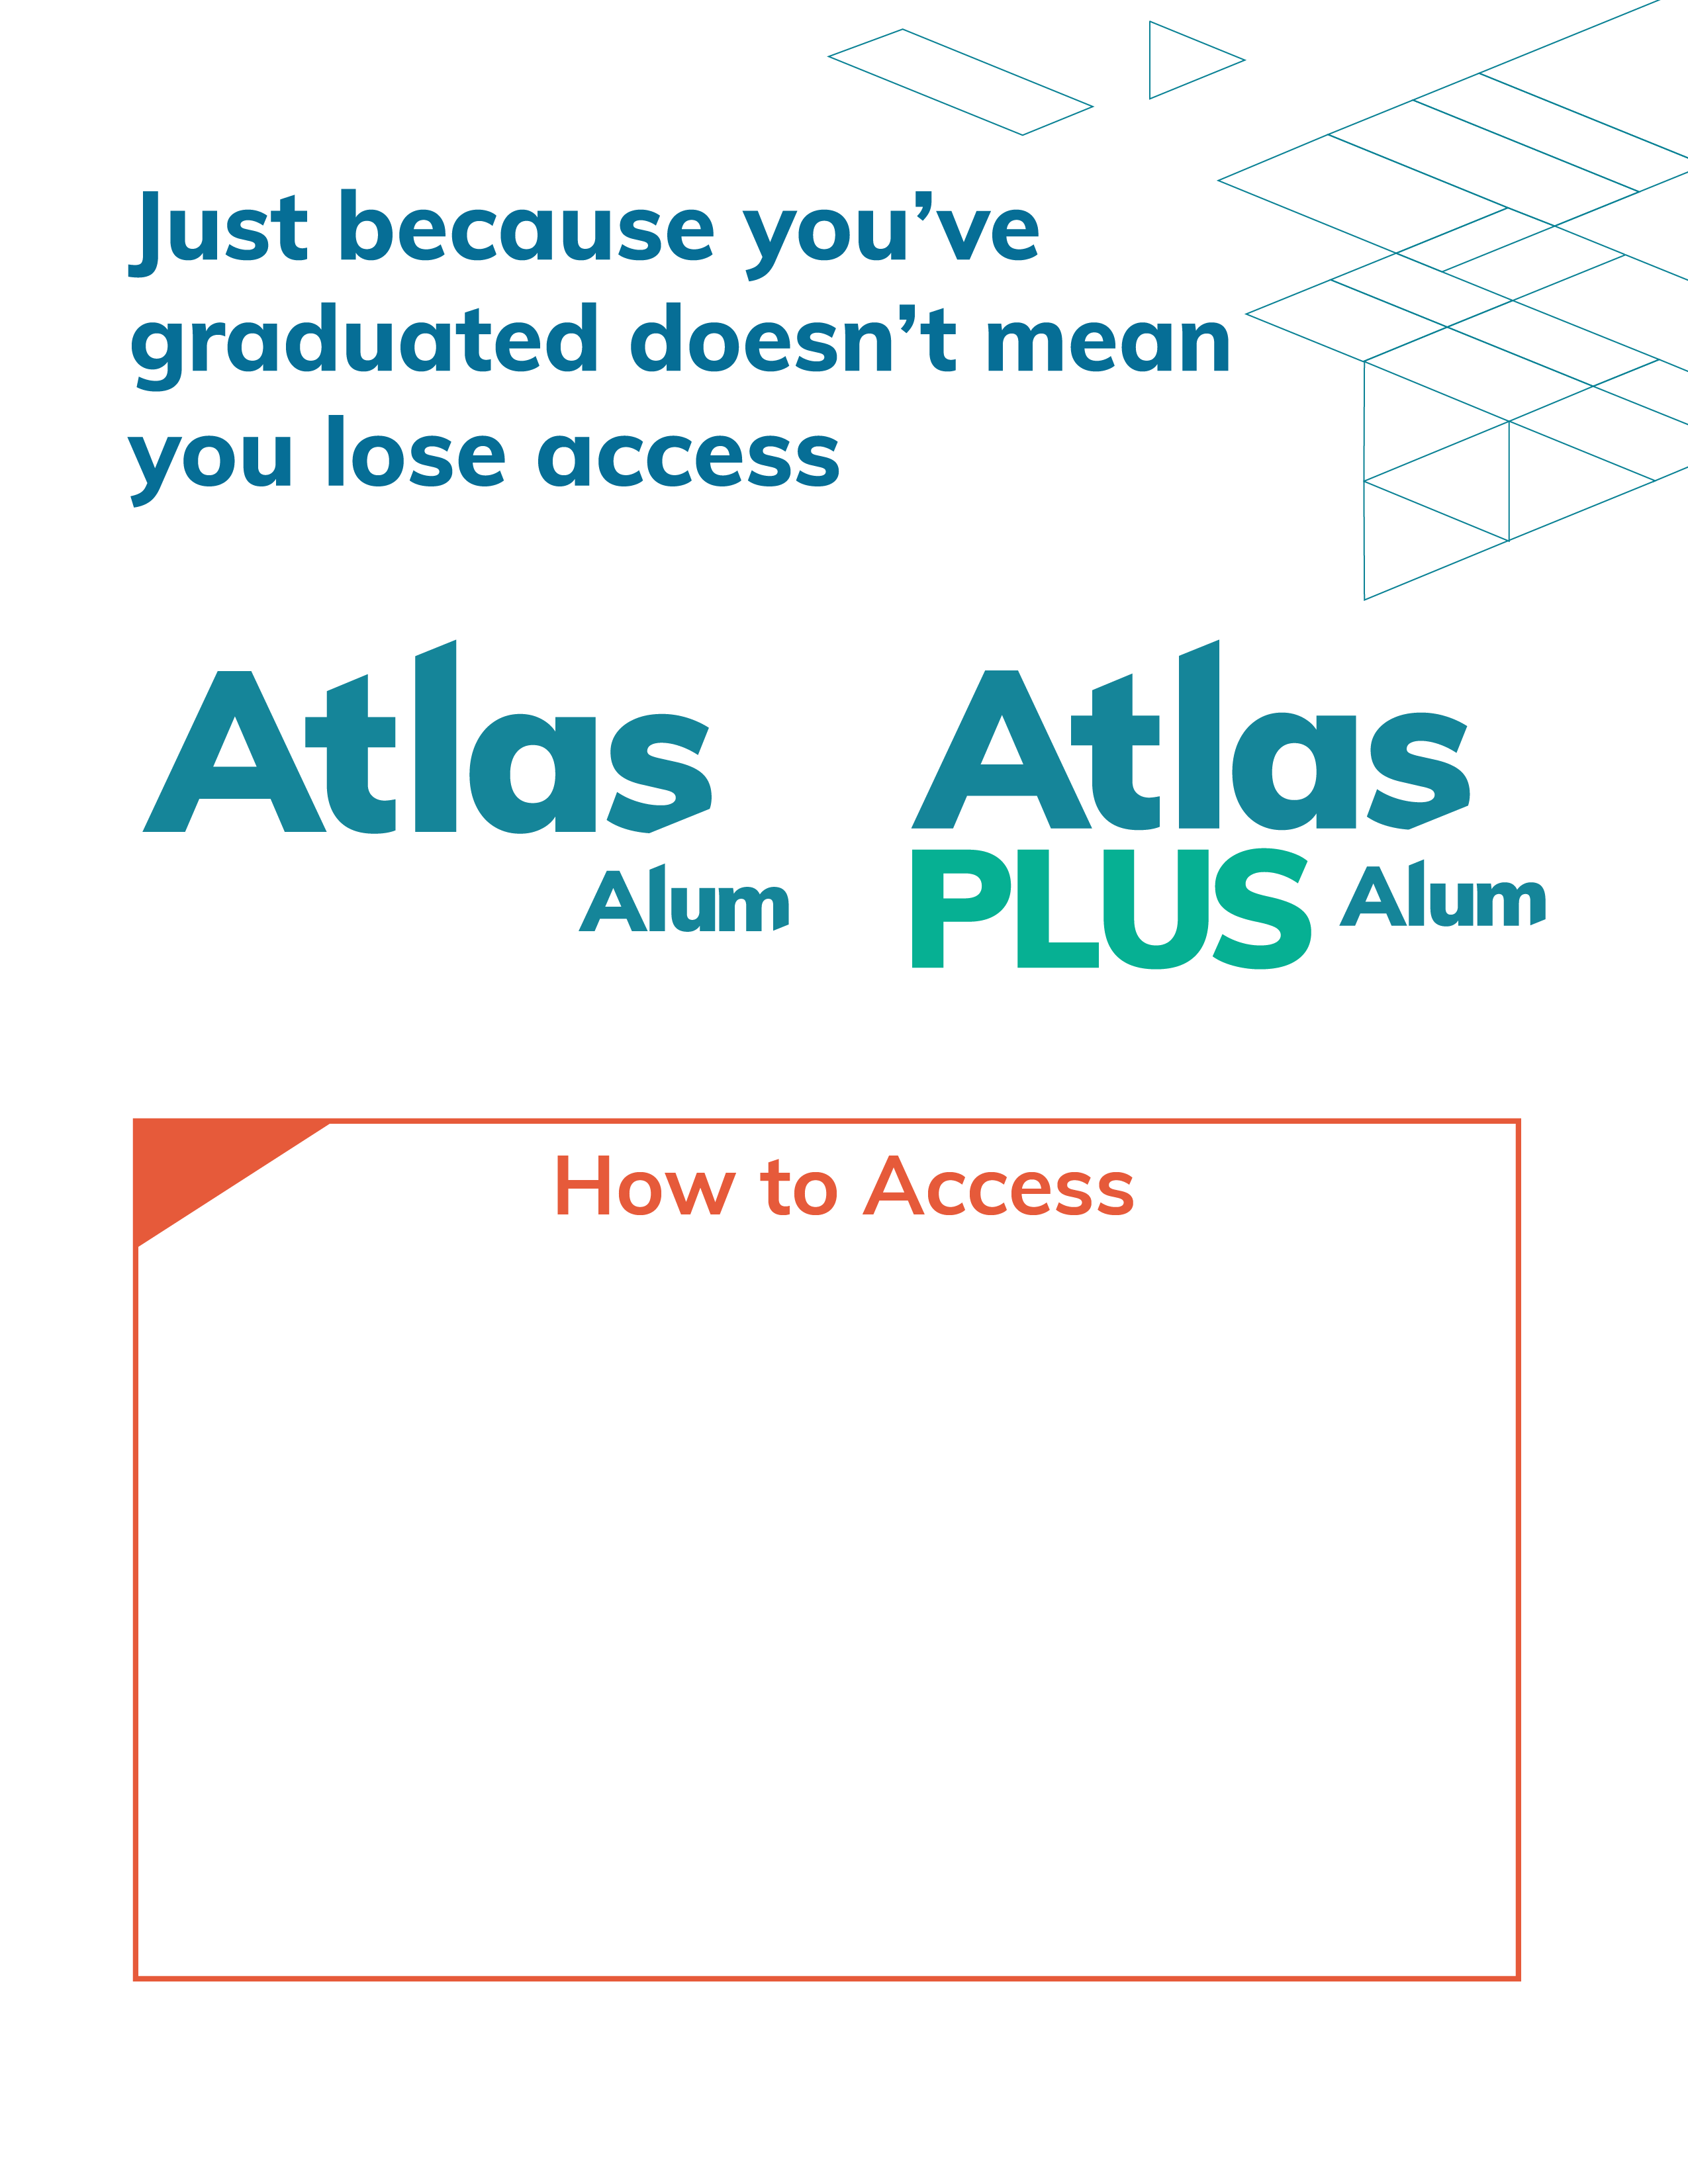 Just because you’ve
graduated doesn’t mean
you lose access
Atlas
Alum
Atlas
PLUS Alum
How to Access